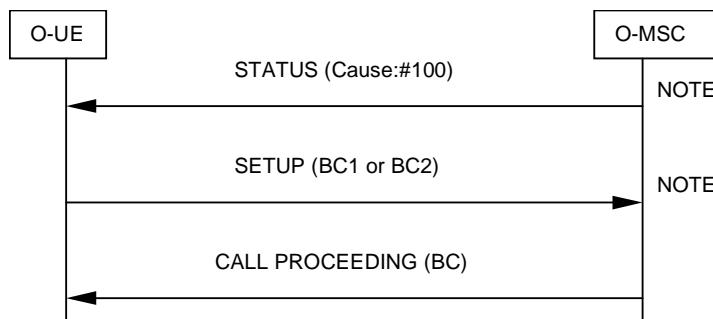 O-UE
O-MSC
STATUS (Cause:#100)
NOTE
SETUP (BC1 or BC2)
NOTE
CALL PROCEEDING (BC)